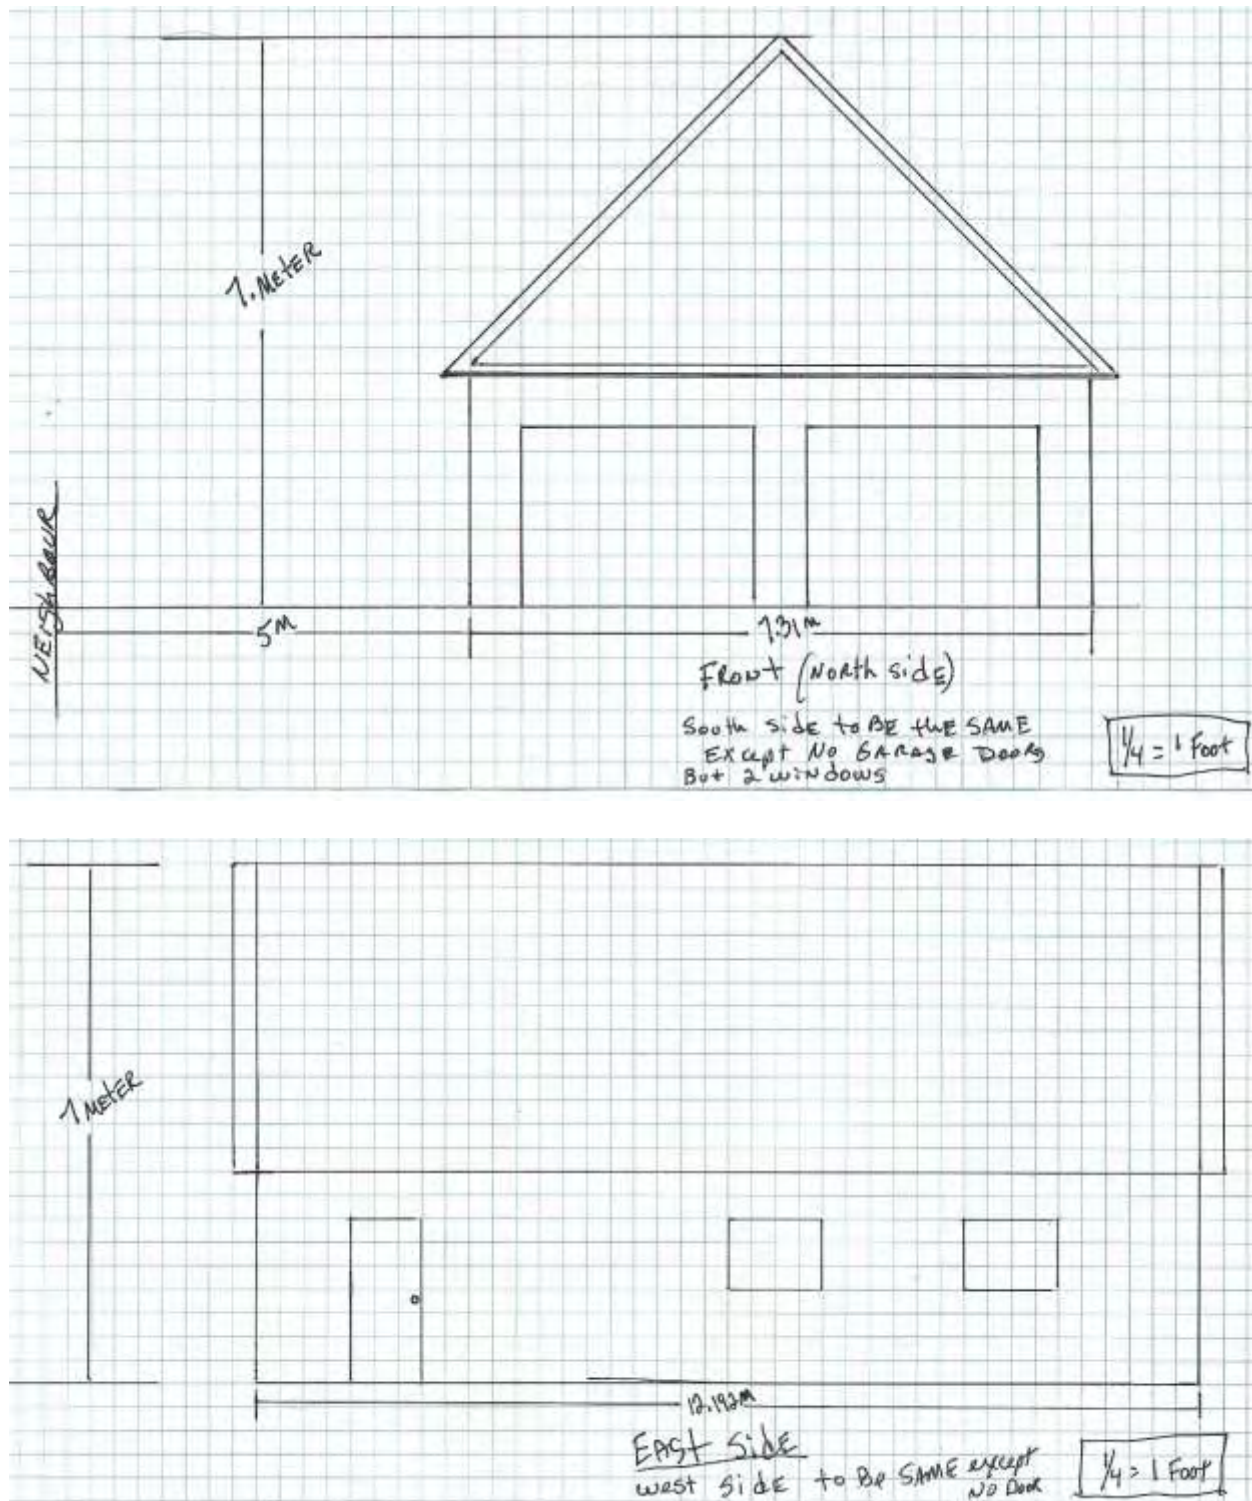 7. METER
NEIGHBOUR
5M
7.31M
FRONT (NORTH SIDE)
SOUTH SIDE TO BE THE SAME
EXCEPT NO GARAGE DOORS
BUT 2 WINDOWS
1/4 = 1 FOOT
7 METER
12.192M
EAST SIDE
WEST SIDE TO BE SAME EXCEPT
NO DOOR
1/4 = 1 FOOT